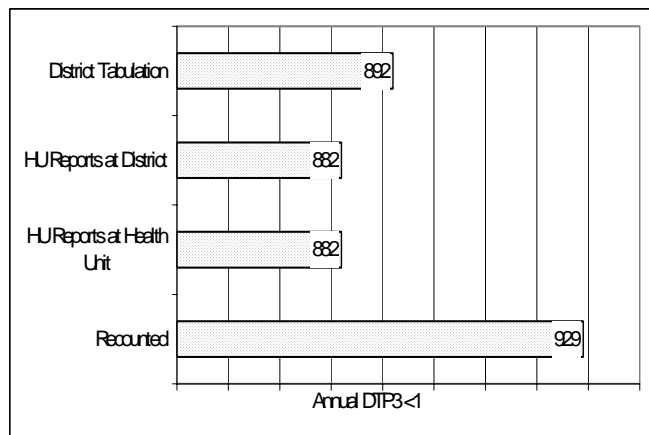 District Tabulation
892
HU Reports at District
882
HU Reports at Health
Unit
882
Recounted
929
Annual DTP3 <1